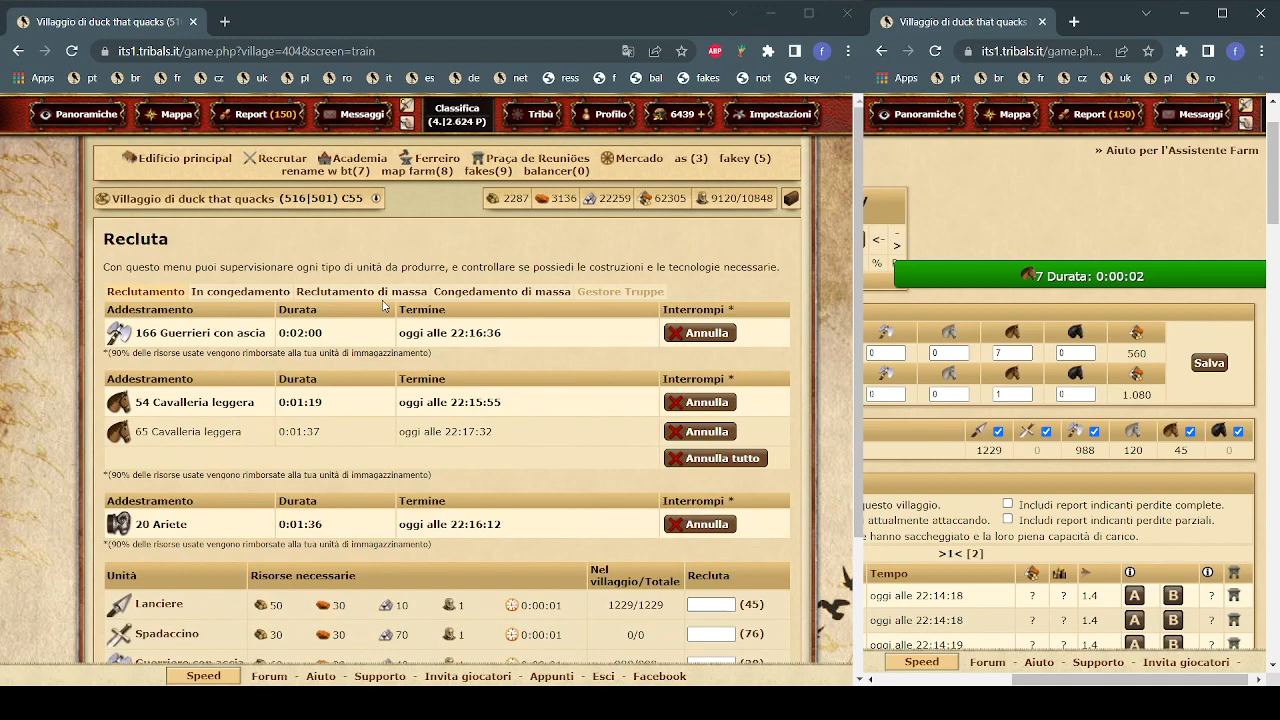 Villaggio di duck that quacks (51
its1.tribals.it/game.php?village=404&screen=train
ABP
f
Apps pt br cz uk pl ro it de net ress f bal not key
Panoramiche Mappa Report (150) Messaggi Classifica
(4.|2.624 P) Tribù Profilo 6439 + Impostazioni
Edificio principal Recrutar Academia Ferreiro Praça de Reuniões Mercado as (3) fakey (5)
rename w bt(7) map farm(8) fakes(9) balancer(0)
Villaggio di duck that quacks (516|501) C55 2287 3136 22259 62305 9120/10848
Recluta
Con questo menu puoi supervisionare ogni tipo di unità da produrre, e controllare se possiedi le costruzioni e le tecnologie necessarie.
Reclutamento In congedamento Reclutamento di massa Congedamento di massa Gestore Truppe
Addestramento Durata Termine Interrompi *
166 Guerrieri con ascia 0:02:00 oggi alle 22:16:36 Annulla
*(90% delle risorse usate vengono rimborsate alla tua unità di immagazzinamento)
Addestramento Durata Termine Interrompi *
54 Cavalleria leggera 0:01:19 oggi alle 22:15:55 Annulla
65 Cavalleria leggera 0:01:37 oggi alle 22:17:32 Annulla
Annulla tutto
*(90% delle risorse usate vengono rimborsate alla tua unità di immagazzinamento)
Addestramento Durata Termine Interrompi *
20 Ariete 0:01:36 oggi alle 22:16:12 Annulla
*(90% delle risorse usate vengono rimborsate alla tua unità di immagazzinamento)
Unità Risorse necessarie Nel
villaggio/Totale Recluta
Lanciere 50 30 10 1 0:00:01 1229/1229 (45)
Spadaccino 30 30 70 1 0:00:01 0/0 (76)
Guerriero con ascia
Speed Forum - Aiuto - Supporto - Invita giocatori - Appunti - Esci - Facebook
Villaggio di duck that quacks
its1.tribals.it/game.ph...
f
Apps pt br cz uk pl ro
Panoramiche Mappa Report (150) Messaggi
» Aiuto per l'Assistente Farm
<- ->
% 
7 Durata: 0:00:02
0 0 7 0 560
Salva
0 0 1 0 1.080
1229 0 988 120 45 0
uesto villaggio. Includi report indicanti perdite complete.
attualmente attaccando. Includi report indicanti perdite parziali.
e hanno saccheggiato e la loro piena capacità di carico.
>1< [2]
Tempo
oggi alle 22:14:18 ? ? 1.4 A B ?
oggi alle 22:14:18 ? ? 1.4 A B ?
oggi alle 22:14:19 ? ? 1.4 A B ?
Speed Forum - Aiuto - Supporto - Invita giocatori -